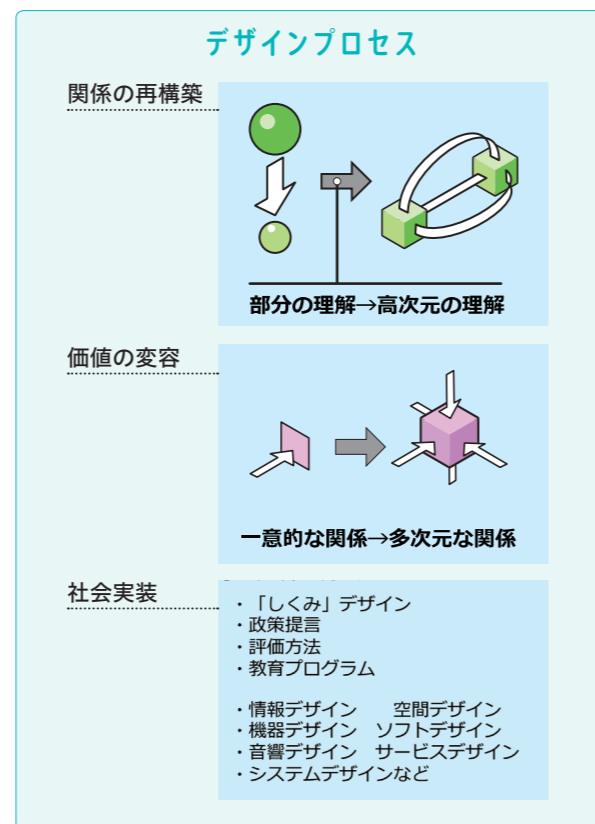 デザインプロセス
関係の再構築
部分の理解→高次元の理解
価値の変容
一意的な関係→多次元な関係
社会実装
・「しくみ」デザイン
・政策提言
・評価方法
・教育プログラム
・情報デザイン　　空間デザイン
・機器デザイン　ソフトデザイン
・音響デザイン　サービスデザイン
・システムデザインなど